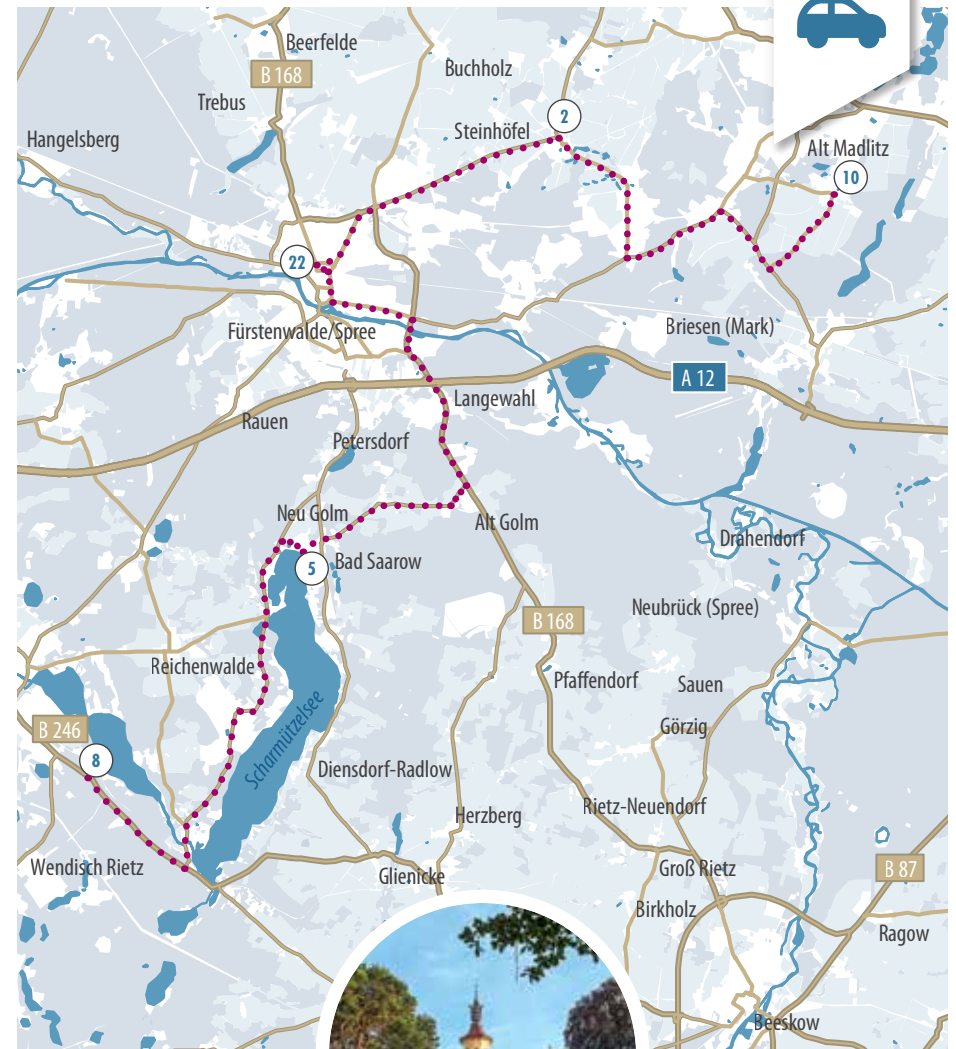 Beerfelde
B 168
Buchholz
Trebus
2
Steinhöfel
Hangelsberg
Alt Madlitz
10
22
Fürstenwalde/Spree
Briesen (Mark)
A 12
Langewahl
Rauen
Petersdorf
Neu Golm
Alt Golm
Drahendorf
5
Bad Saarow
Neubrück (Spree)
B 168
Reichenwalde
Pfaffendorf
Sauen
Scharmützelsee
B 246
Görzig
8
Diensdorf-Radlow
Herzberg
Rietz-Neuendorf
Wendisch Rietz
Glienicke
Groß Rietz
B 87
Birkholz
Ragow
Beeskow